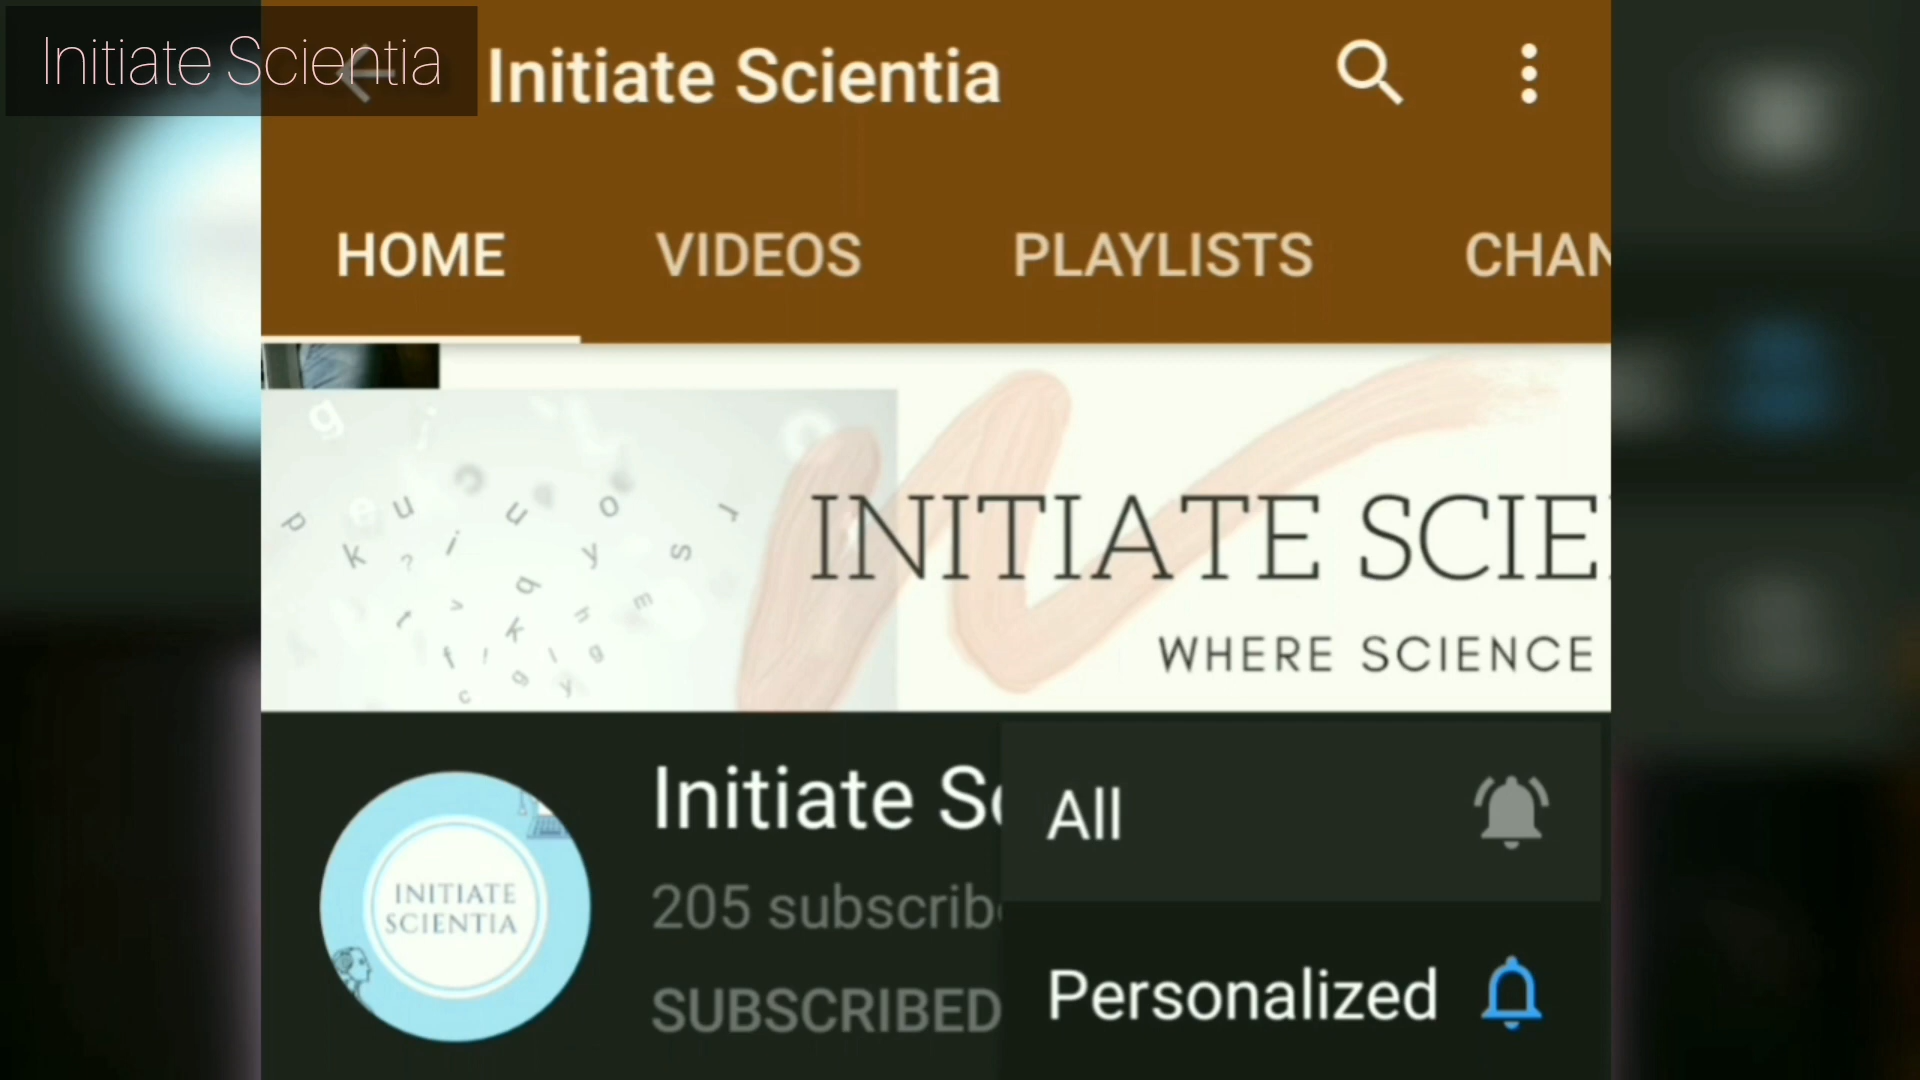 Initiate Scientia
Initiate Scientia
HOME VIDEOS PLAYLISTS CHAN
INITIATE SCIE
WHERE SCIENCE
INITIATE
SCIENTIA
Initiate Sc
205 subscrib
SUBSCRIBED
All
Personalized